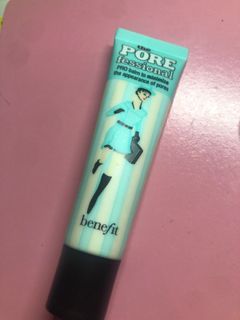 the
PORE
fessional
PRO balm to minimize
the appearance of pores
benefit